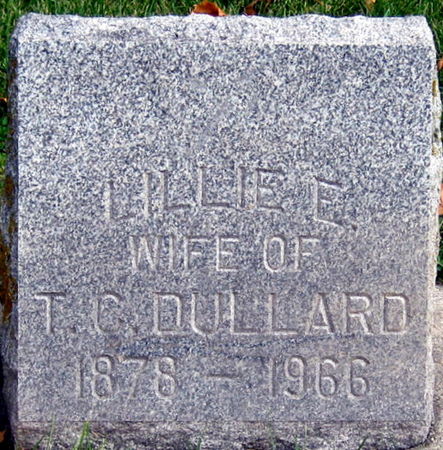 LILLIE E.
WIFE OF
T. C. DULLARD
1878 – 1966